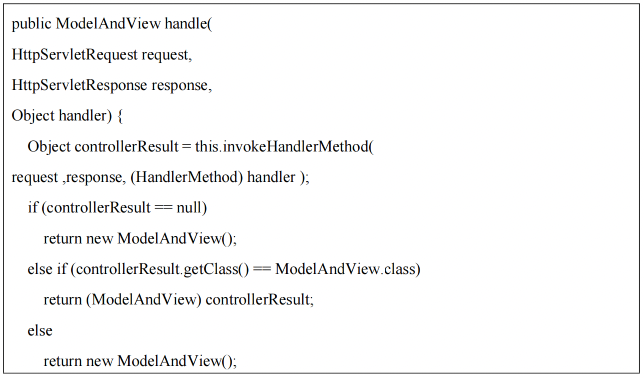 public ModelAndView handle(
HttpServletRequest request,
HttpServletResponse response,
Object handler) {
Object controllerResult = this.invokeHandlerMethod(
request ,response, (HandlerMethod) handler );
if (controllerResult == null)
return new ModelAndView();
else if (controllerResult.getClass() == ModelAndView.class)
return (ModelAndView) controllerResult;
else
return new ModelAndView();